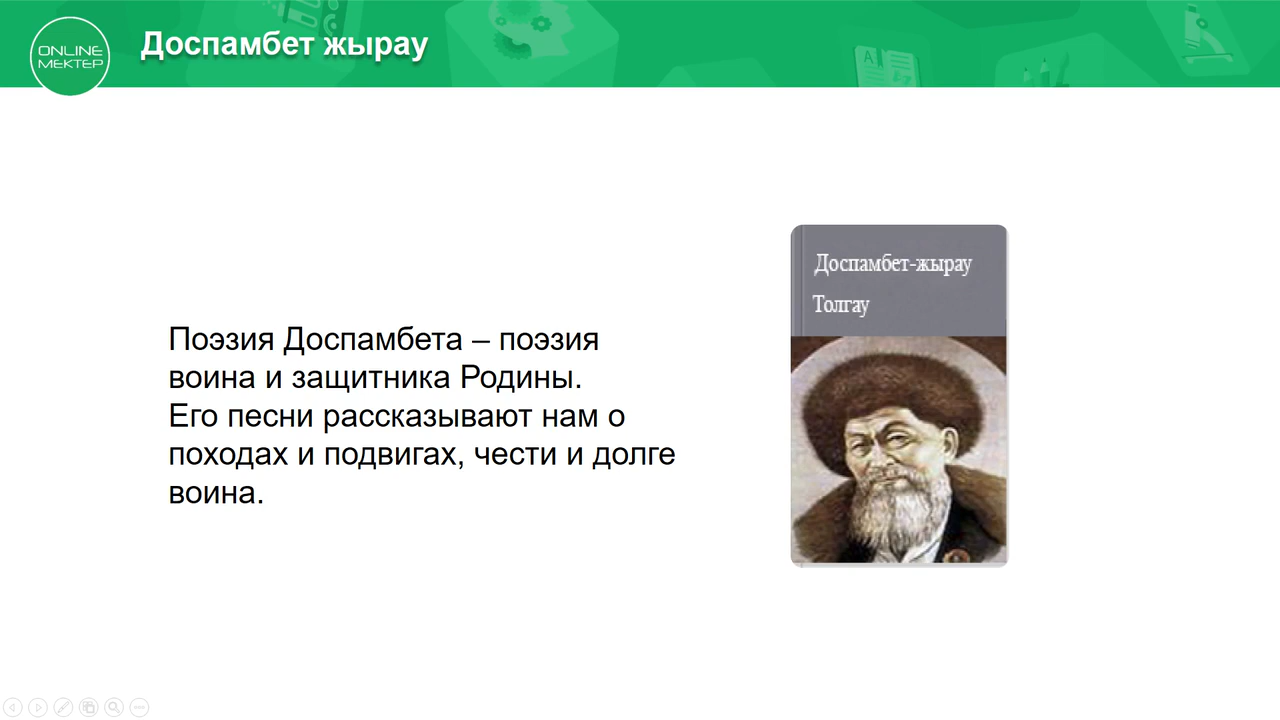 ONLINE
МЕКТЕР
Доспамбет жырау
Поэзия Доспамбета – поэзия
воина и защитника Родины.
Его песни рассказывают нам о
походах и подвигах, чести и долге
воина.
Доспамбет-жырау
Толгау